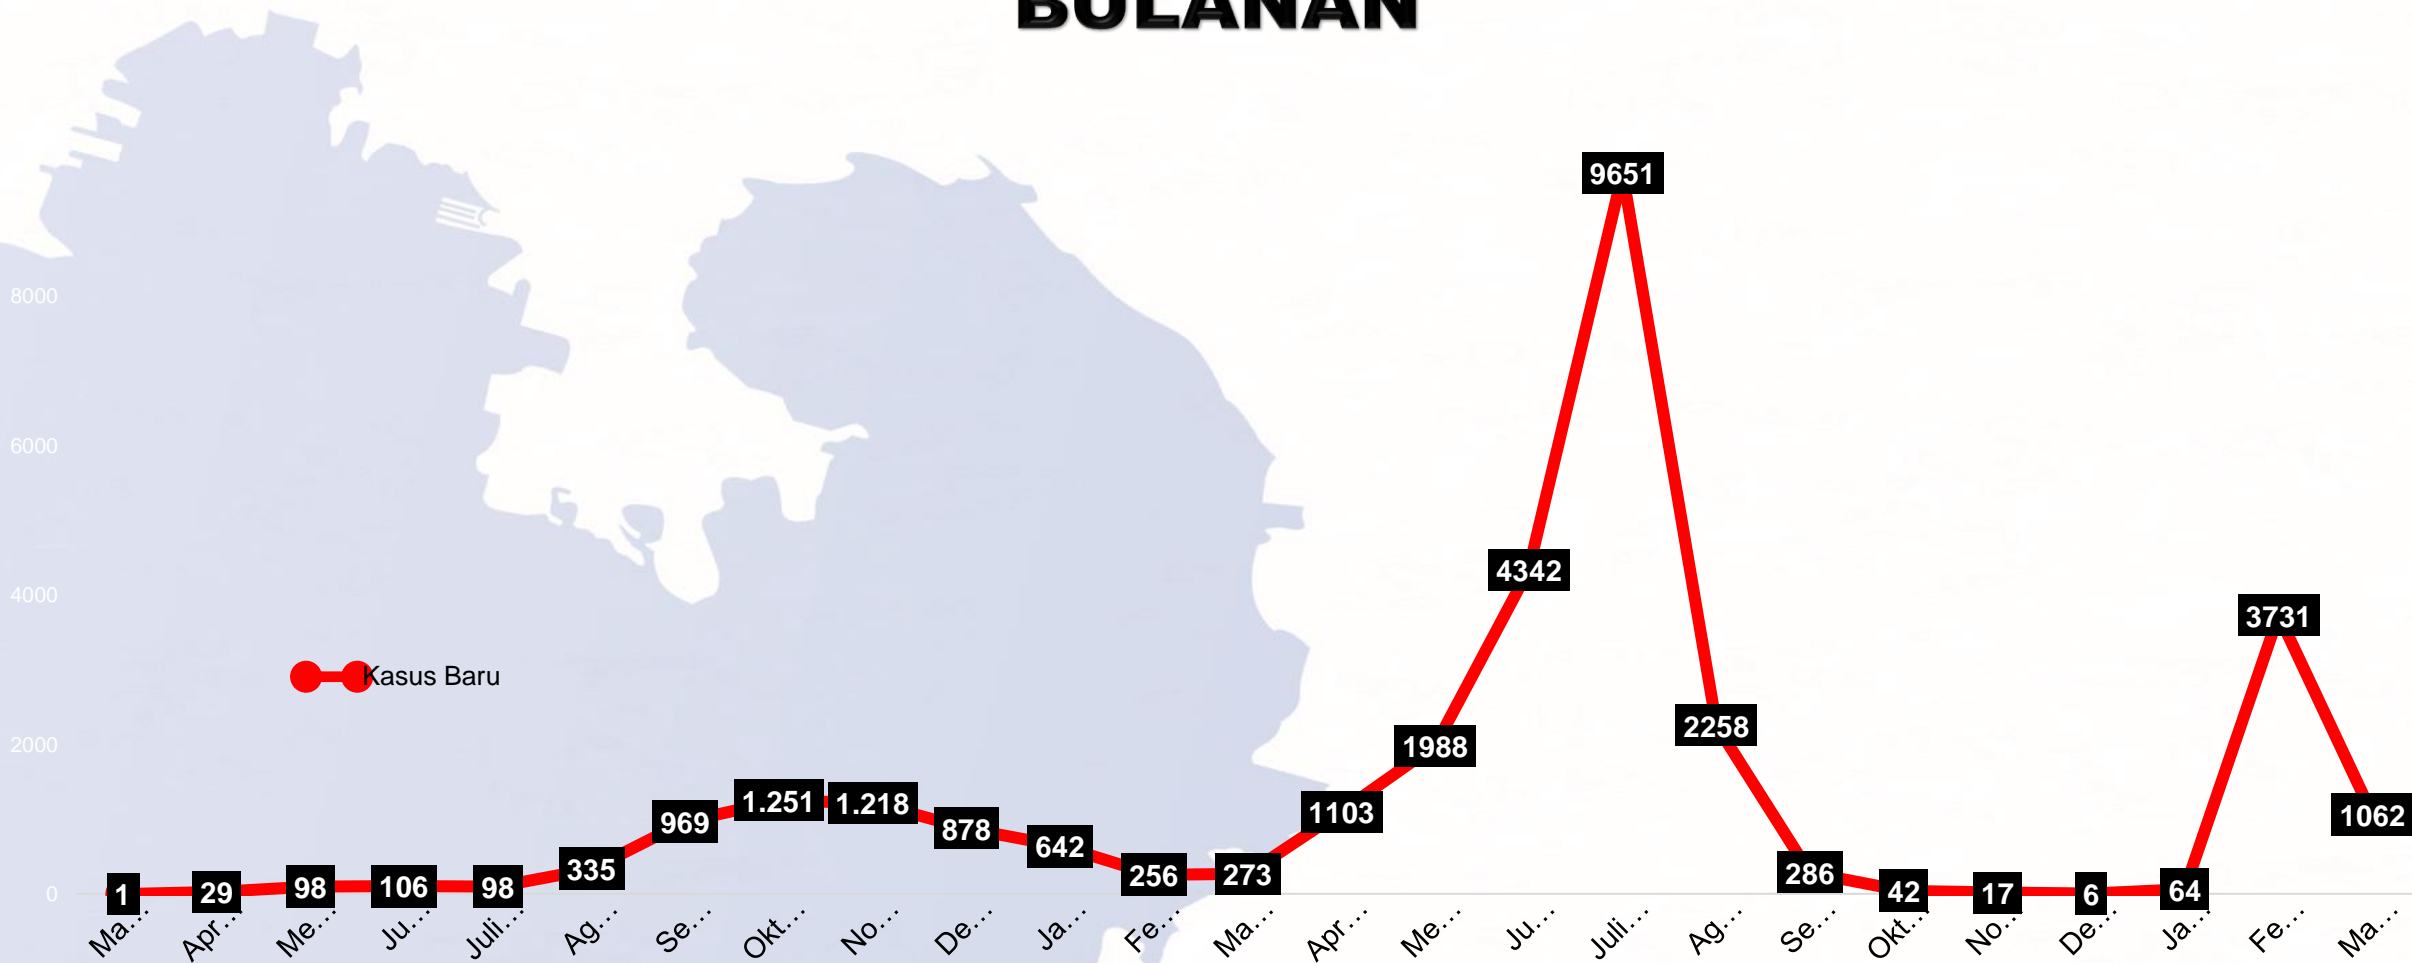 BULANAN
9651
8000
6000
4342
4000
3731
Kasus Baru
2258
2000
1988
1.251
1.218
1103
1062
969
878
642
335
286
273
256
1
29
98
106
98
42
17
6
64
0
Ma...
Apr...
Me...
Ju...
Juli...
Ag...
Se...
Okt...
No...
De...
Ja...
Fe...
Ma...
Apr...
Me...
Ju...
Juli...
Ag...
Se...
Okt...
No...
De...
Ja...
Fe...
Ma...